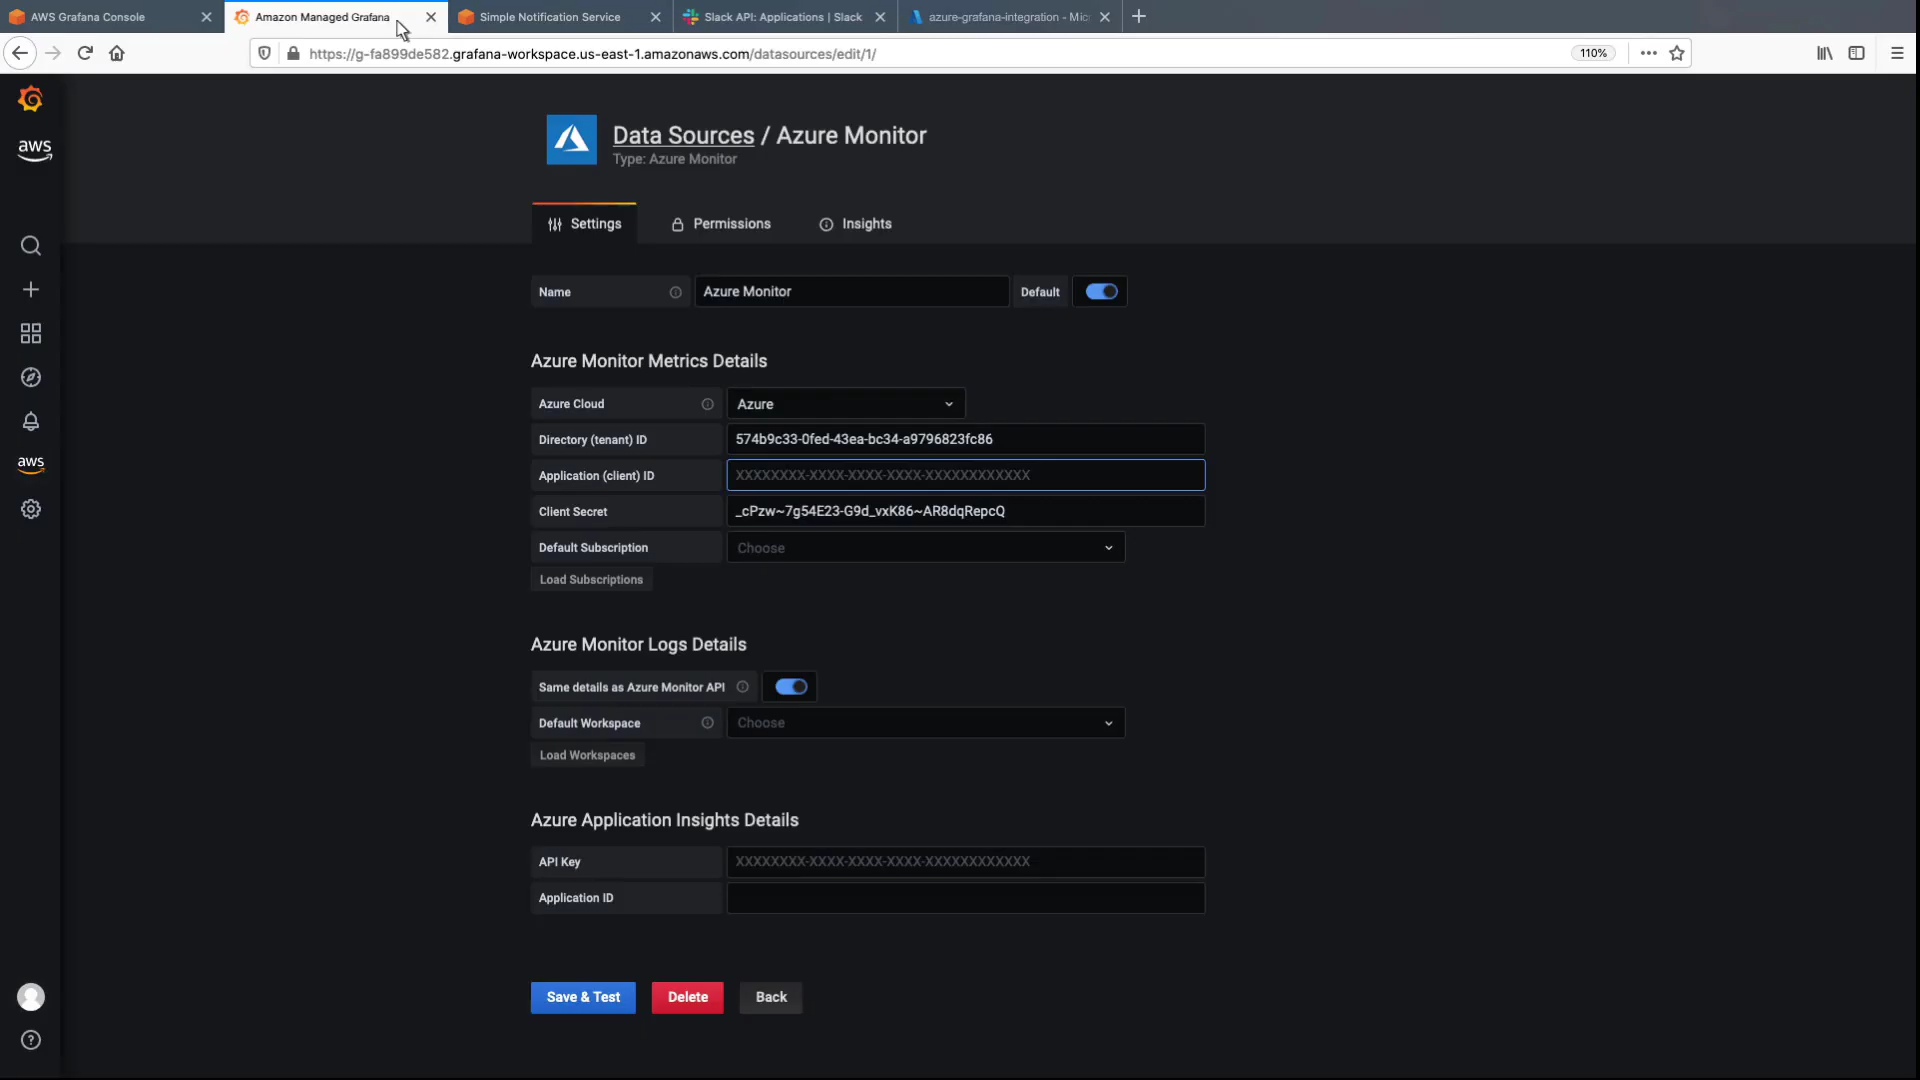 AWS Grafana Console
Amazon Managed Grafana
Simple Notification Service
Slack API: Applications | Slack
azure-grafana-integration - Mic
https://g-fa899de582.grafana-workspace.us-east-1.amazonaws.com/datasources/edit/1/
110%
aws
Data Sources / Azure Monitor
Type: Azure Monitor
Settings
Permissions
Insights
Name
Azure Monitor
Default
Azure Monitor Metrics Details
Azure Cloud
Azure
Directory (tenant) ID
574b9c33-0fed-43ea-bc34-a9796823fc86
Application (client) ID
XXXXXXXX-XXXX-XXXX-XXXX-XXXXXXXXXXXX
aws
Client Secret
_cPzw~7g54E23-G9d_vxK86~AR8dqRepcQ
Default Subscription
Choose
Load Subscriptions
Azure Monitor Logs Details
Same details as Azure Monitor API
Default Workspace
Choose
Load Workspaces
Azure Application Insights Details
API Key
XXXXXXXX-XXXX-XXXX-XXXX-XXXXXXXXXXXX
Application ID
Save & Test
Delete
Back